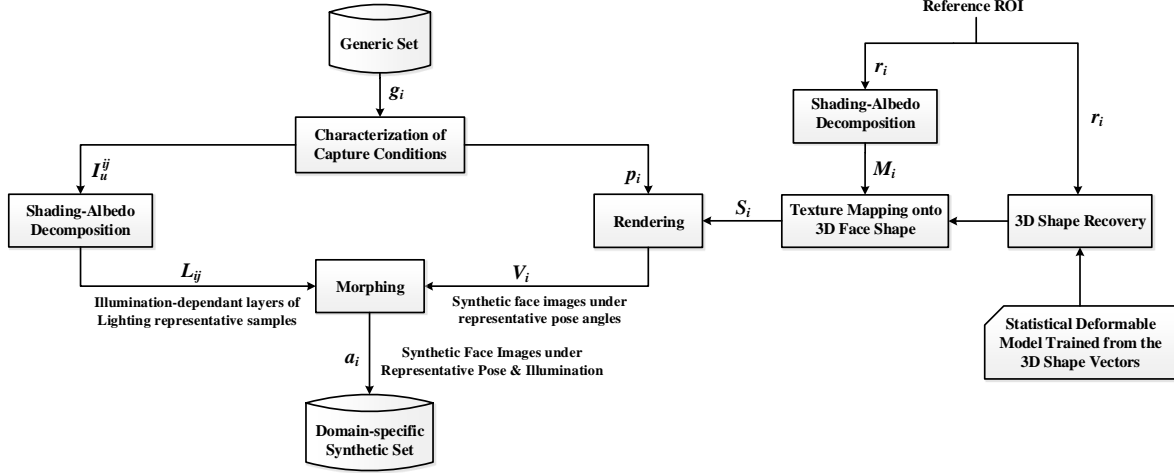 Reference ROI
Generic Set
g_i
r_i
Shading-Albedo
Decomposition
r_i
Characterization of
Capture Conditions
I_u^{ij}
p_i
M_i
Shading-Albedo
Decomposition
Rendering
S_i
Texture Mapping onto
3D Face Shape
3D Shape Recovery
L_{ij}
Illumination-dependant layers of
Lighting representative samples
Morphing
V_i
Synthetic face images under
representative pose angles
Statistical Deformable
Model Trained from the
3D Shape Vectors
a_i
Synthetic Face Images under
Representative Pose & Illumination
Domain-specific
Synthetic Set